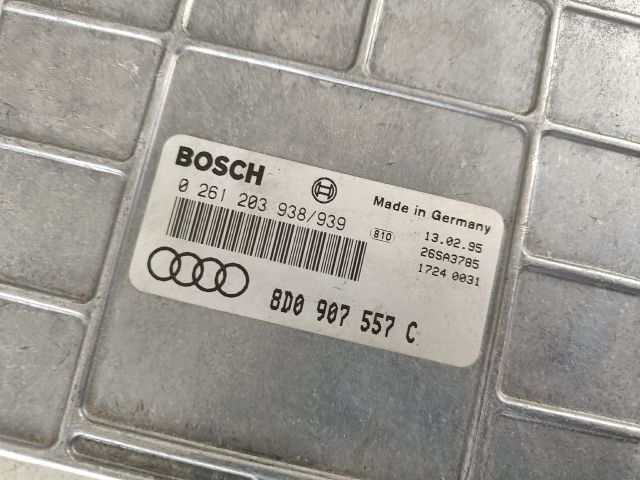 BOSCH
Made in Germany
0 261 203 938/939
810
13.02.95
26SA3785
1724 0031
8D0 907 557 C